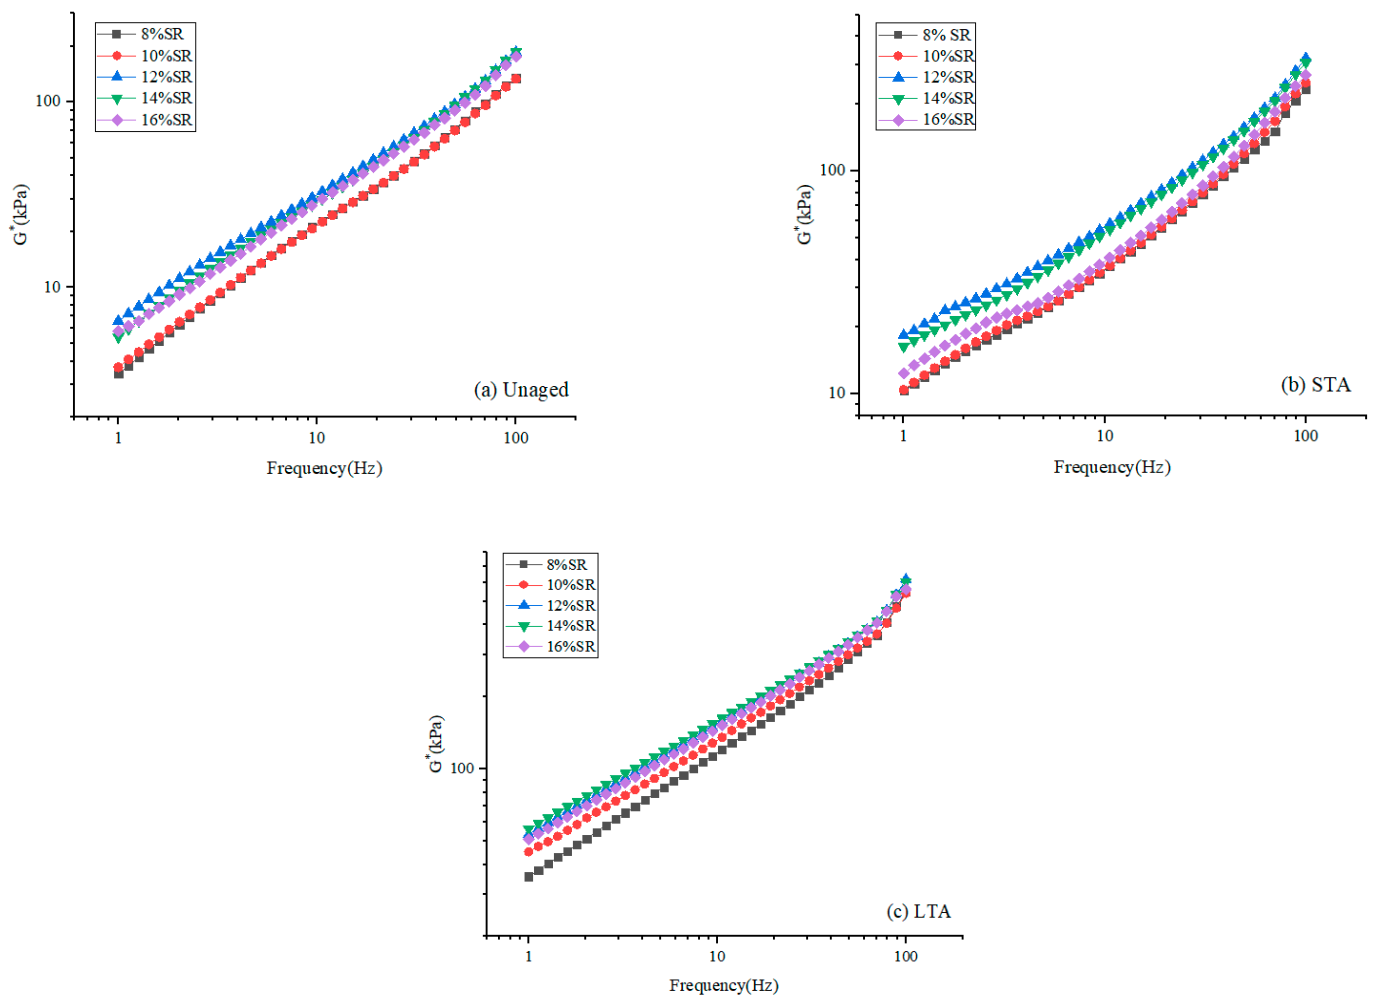 8%SR
10%SR
12%SR
14%SR
16%SR
100
10
G*(kPa)
(a) Unaged
1
10
100
Frequency(Hz)
8% SR
10%SR
12%SR
14%SR
16%SR
100
10
G*(kPa)
(b) STA
1
10
100
Frequency(Hz)
8%SR
10%SR
12%SR
14%SR
16%SR
100
G*(kPa)
(c) LTA
1
10
100
Frequency(Hz)